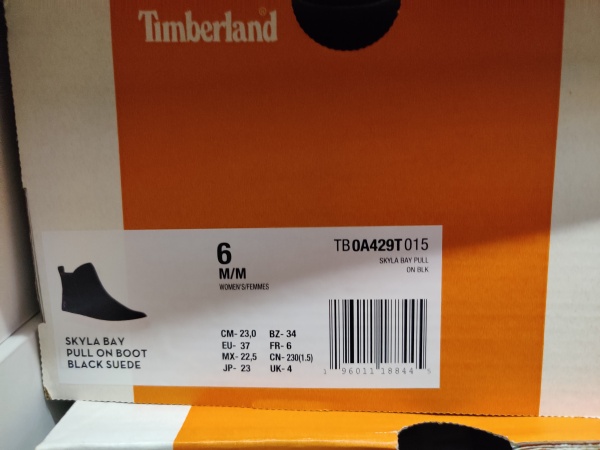 Timberland
6
M/M
WOMEN'S/FEMMES
TB0A429T015
SKYLA BAY PULL
ON BLK
SKYLA BAY
PULL ON BOOT
BLACK SUEDE
CM- 23,0 BZ- 34
EU- 37 FR- 6
MX- 22,5 CN- 230(1.5)
JP- 23 UK- 4
1 96011 18844 5